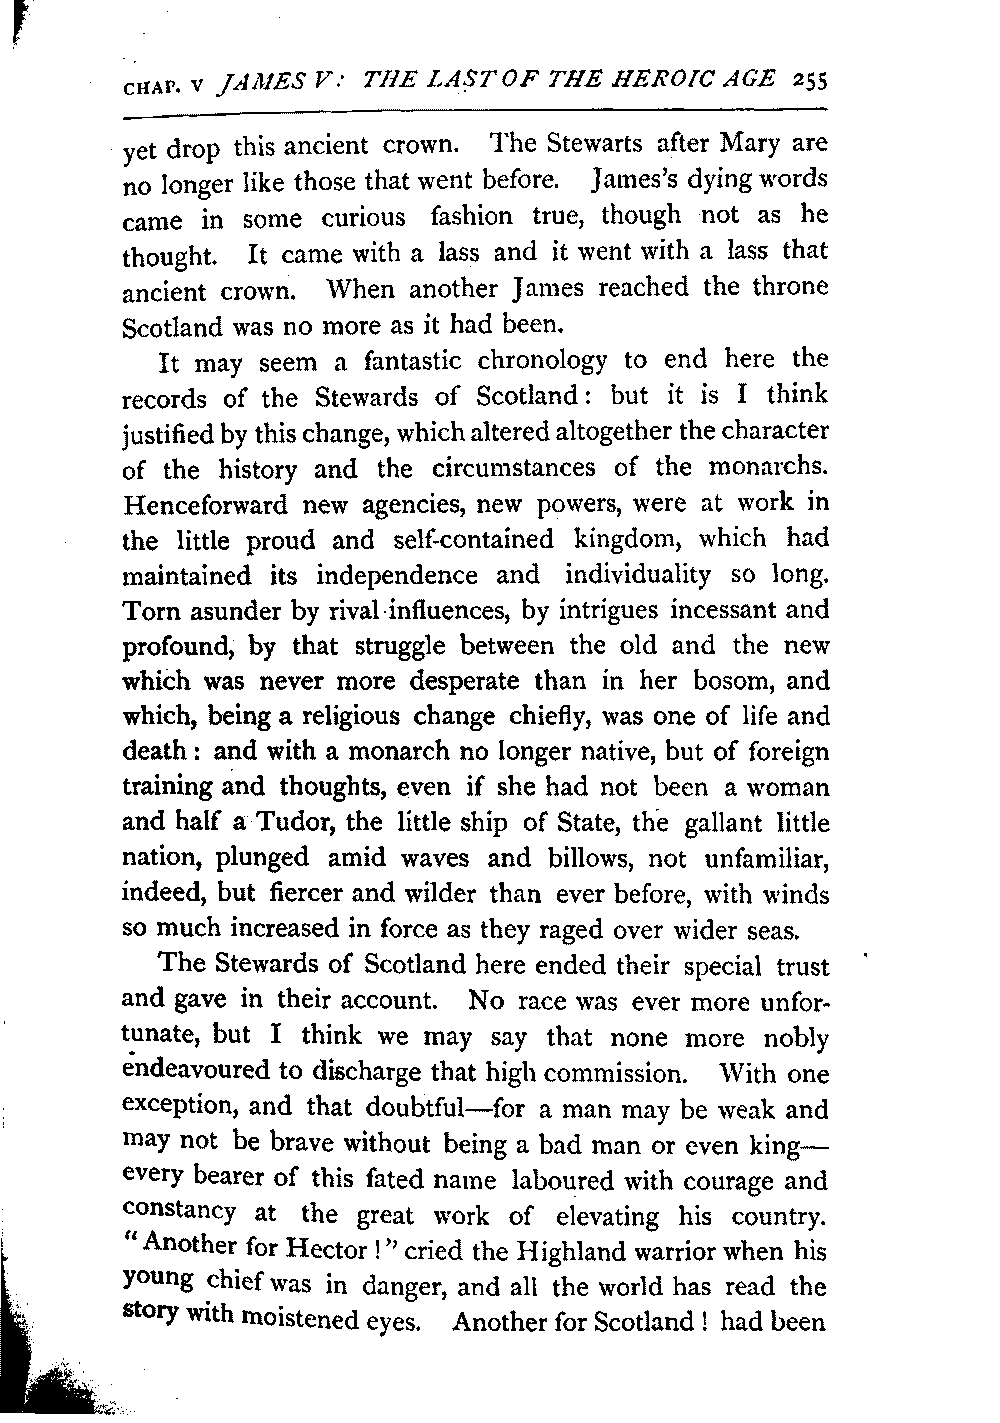 CHAP. V JAMES V: THE LAST OF THE HEROIC AGE 255
yet drop this ancient crown. The Stewarts after Mary are
no longer like those that went before. James's dying words
came in some curious fashion true, though not as he
thought. It came with a lass and it went with a lass that
ancient crown. When another James reached the throne
Scotland was no more as it had been.
It may seem a fantastic chronology to end here the
records of the Stewards of Scotland: but it is I think
justified by this change, which altered altogether the character
of the history and the circumstances of the monarchs.
Henceforward new agencies, new powers, were at work in
the little proud and self-contained kingdom, which had
maintained its independence and individuality so long.
Torn asunder by rival influences, by intrigues incessant and
profound, by that struggle between the old and the new
which was never more desperate than in her bosom, and
which, being a religious change chiefly, was one of life and
death: and with a monarch no longer native, but of foreign
training and thoughts, even if she had not been a woman
and half a Tudor, the little ship of State, the gallant little
nation, plunged amid waves and billows, not unfamiliar,
indeed, but fiercer and wilder than ever before, with winds
so much increased in force as they raged over wider seas.
The Stewards of Scotland here ended their special trust
and gave in their account. No race was ever more unfor-
tunate, but I think we may say that none more nobly
endeavoured to discharge that high commission. With one
exception, and that doubtful—for a man may be weak and
may not be brave without being a bad man or even king—
every bearer of this fated name laboured with courage and
constancy at the great work of elevating his country.
"Another for Hector!" cried the Highland warrior when his
young chief was in danger, and all the world has read the
story with moistened eyes. Another for Scotland! had been